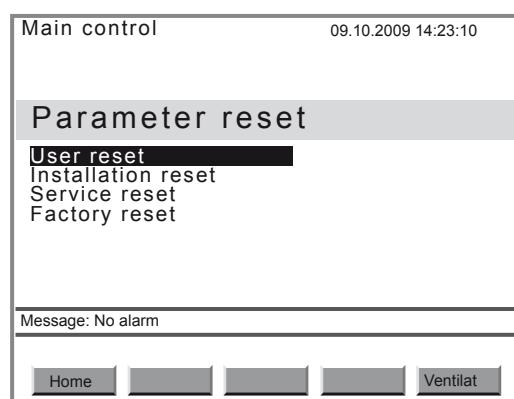 Main control 09.10.2009 14:23:10
Parameter reset
User reset
Installation reset
Service reset
Factory reset
Message: No alarm
Home Ventilat